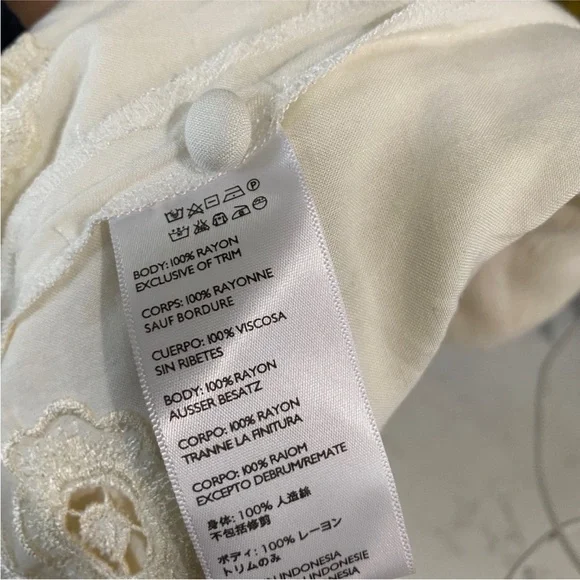 BODY: 100% RAYON
EXCLUSIVE OF TRIM
CORPS: 100% RAYONNE
SAUF BORDURE
CUERPO: 100% VISCOSA
SIN RIBETES
BODY: 100% RAYON
AUSSER BESATZ
CORPO: 100% RAYON
TRANNE LA FINITURA
CORPO: 100% RAIOM
EXCEPTO DEBRUM/REMATE
身体: 100% 人造絲
不包括修剪
ボディ: 100% レーヨン
トリムのみ
INDONESIA
INDONESIA